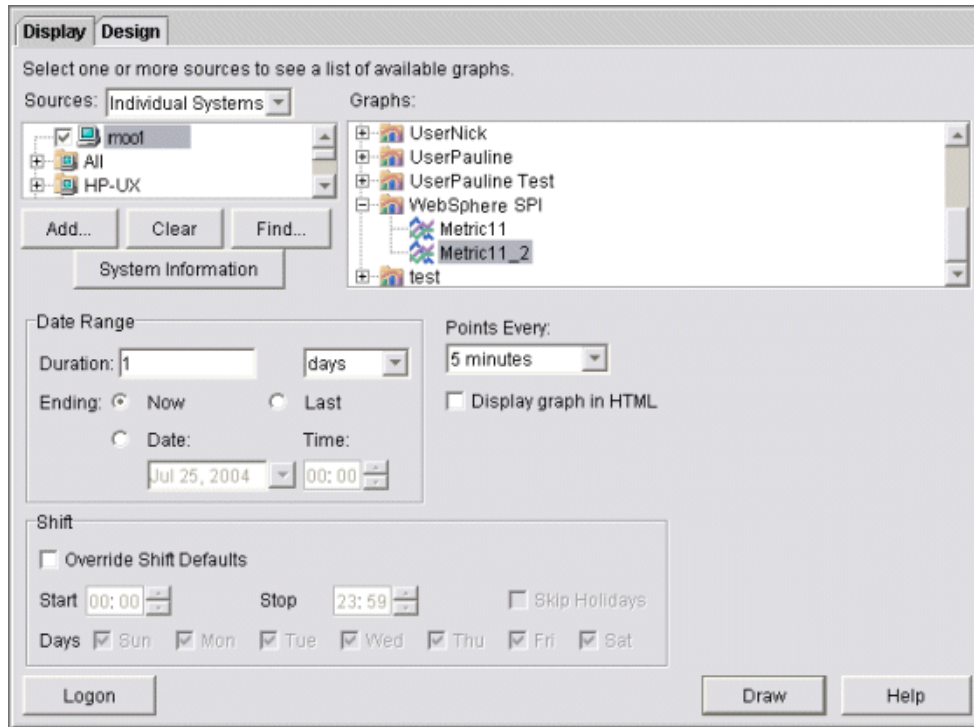 Display Design
Select one or more sources to see a list of available graphs.
Sources: Individual Systems Graphs:
moof
All
HP-UX
UserNick
UserPauline
UserPauline Test
WebSphere SPI
Metric11
Metric11_2
test
Add... Clear Find...
System Information
Date Range
Duration: 1 days
Ending: Now Last
Date: Time:
Jul 25, 2004 00:00
Points Every:
5 minutes
Display graph in HTML
Shift
Override Shift Defaults
Start 00:00 Stop 23:59 Skip Holidays
Days Sun Mon Tue Wed Thu Fri Sat
Logon Draw Help